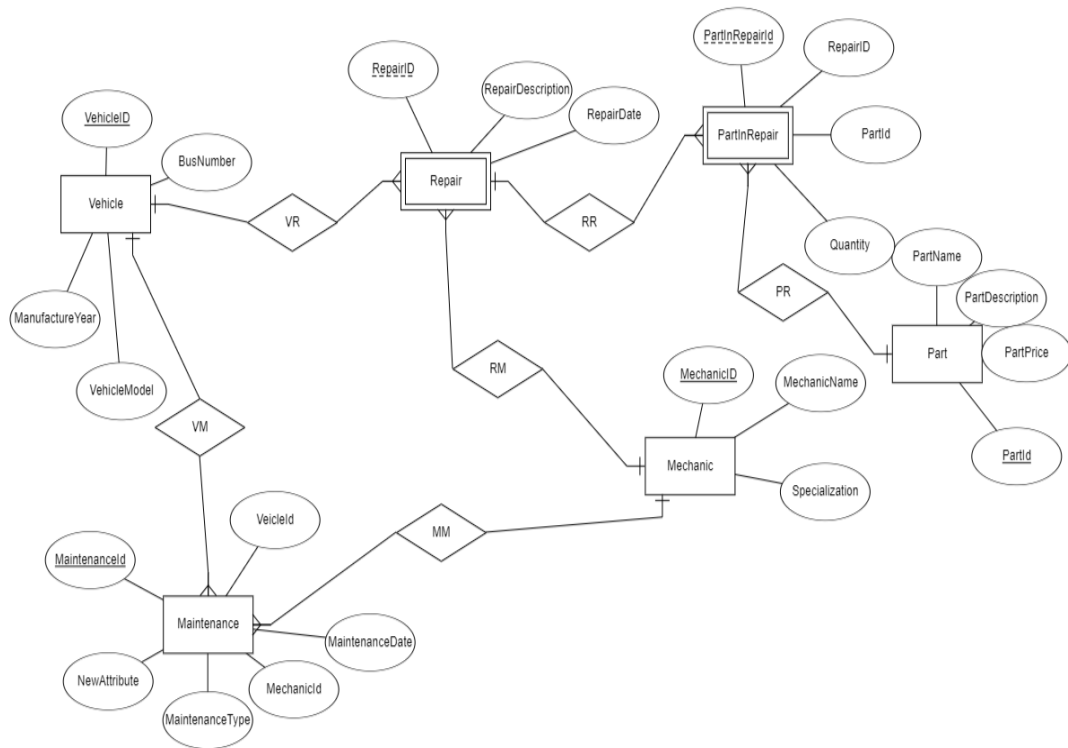 PartInRepairId
RepairID
RepairID
RepairDescription
RepairDate
PartInRepair
PartId
VehicleID
BusNumber
Repair
Vehicle
VR
RR
Quantity
PartName
ManufactureYear
PR
PartDescription
Part
PartPrice
VehicleModel
RM
MechanicID
MechanicName
VM
PartId
Mechanic
Specialization
VeicleId
MM
MaintenanceId
Maintenance
MaintenanceDate
NewAttribute
MechanicId
MaintenanceType